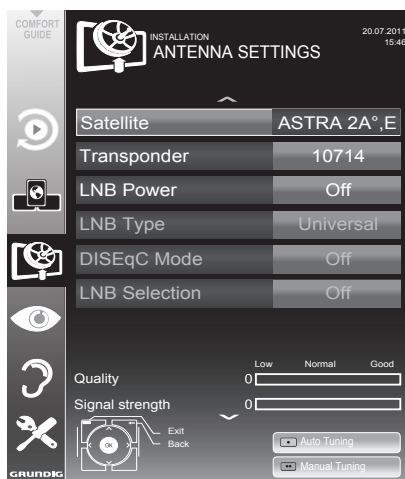 COMFORT
GUIDE
INSTALLATION
ANTENNA SETTINGS
20.07.2011
15:46
Satellite ASTRA 2A°,E
Transponder 10714
LNB Power Off
LNB Type Universal
DISEqC Mode Off
LNB Selection Off
Low Normal Good
Quality 0
Signal strength 0
Exit
Back
OK
Auto Tuning
Manual Tuning
GRUNDIG